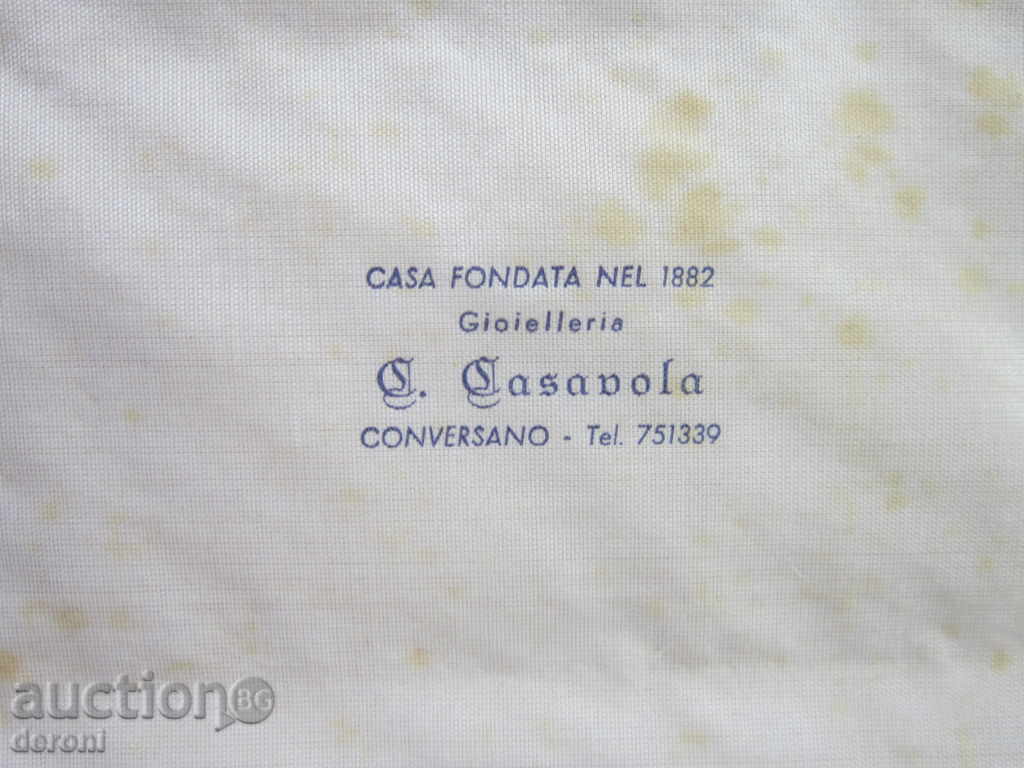 CASA FONDATA NEL 1882
Gioielleria
C. Casavola
CONVERSANO - Tel. 751339
auction BG
deroni